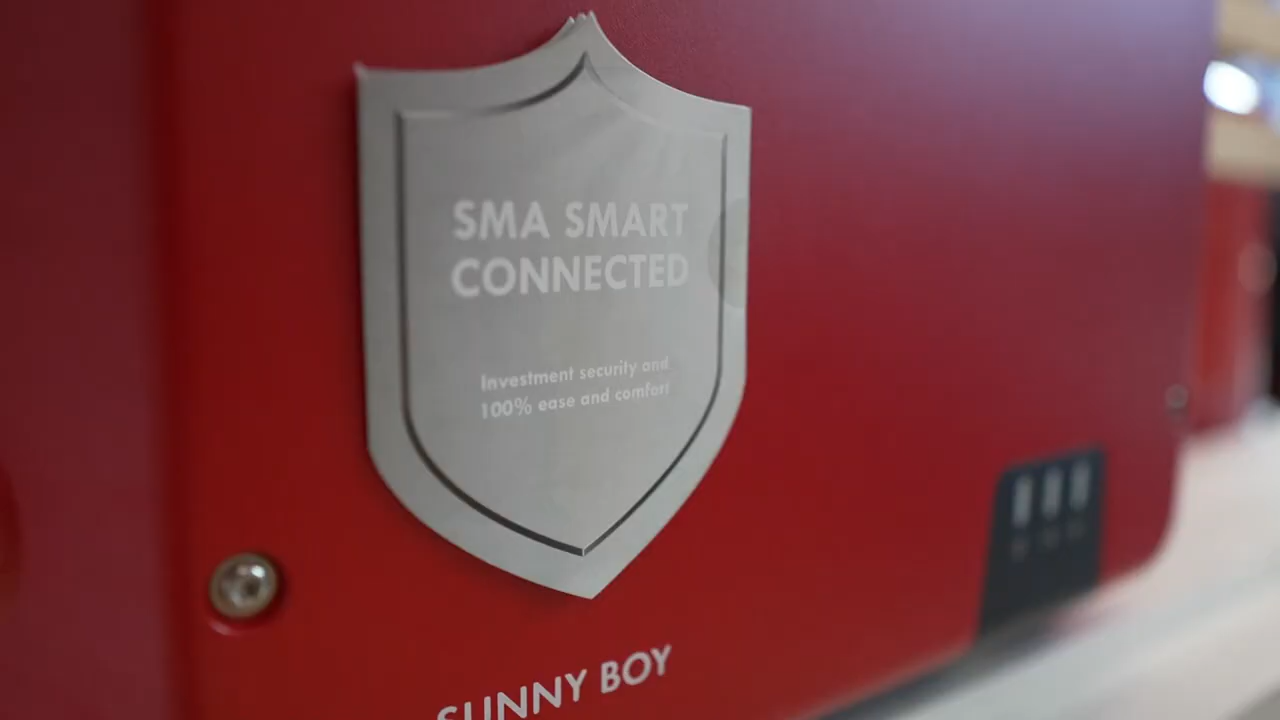 SMA SMART
CONNECTED
Investment security and
100% ease and comfort
SUNNY BOY